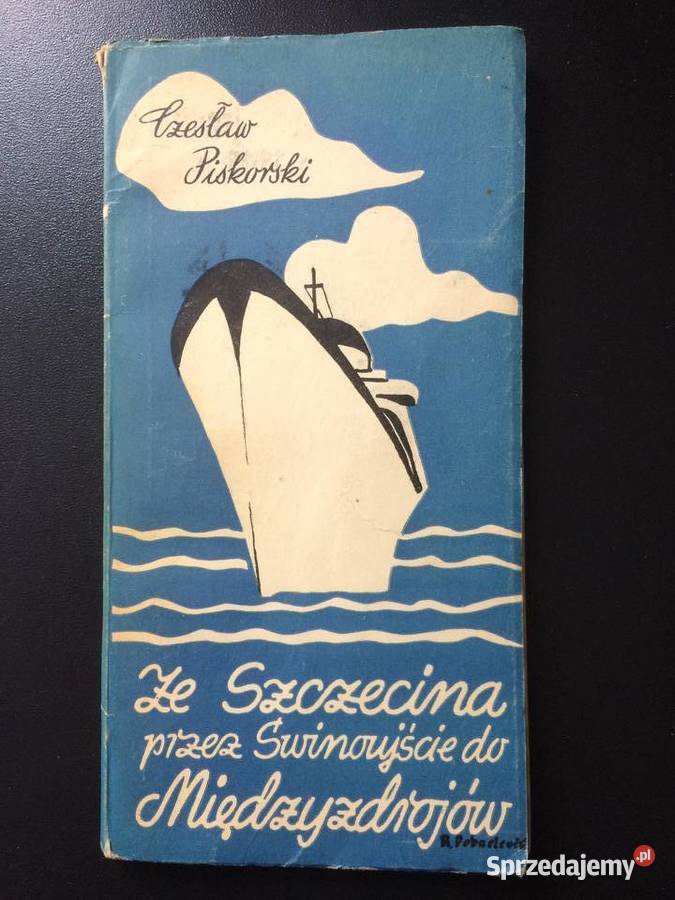 Czesław
Piskorski
Ze Szczecina
przez Świnoujście do
Międzyzdrojów
Sprzedajemy.pl